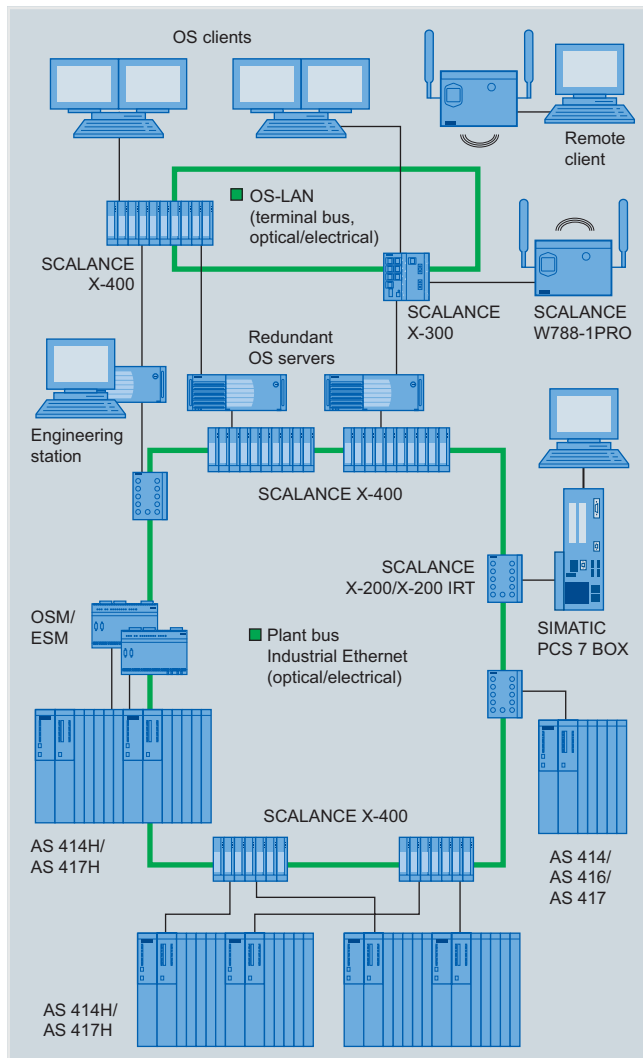 OS clients
Remote
client
OS-LAN
(terminal bus,
optical/electrical)
SCALANCE
X-400
SCALANCE
X-300
SCALANCE
W788-1PRO
Redundant
OS servers
Engineering
station
SCALANCE X-400
SCALANCE
X-200/X-200 IRT
SIMATIC
PCS 7 BOX
OSM/
ESM
Plant bus
Industrial Ethernet
(optical/electrical)
AS 414H/
AS 417H
SCALANCE X-400
AS 414/
AS 416/
AS 417
AS 414H/
AS 417H